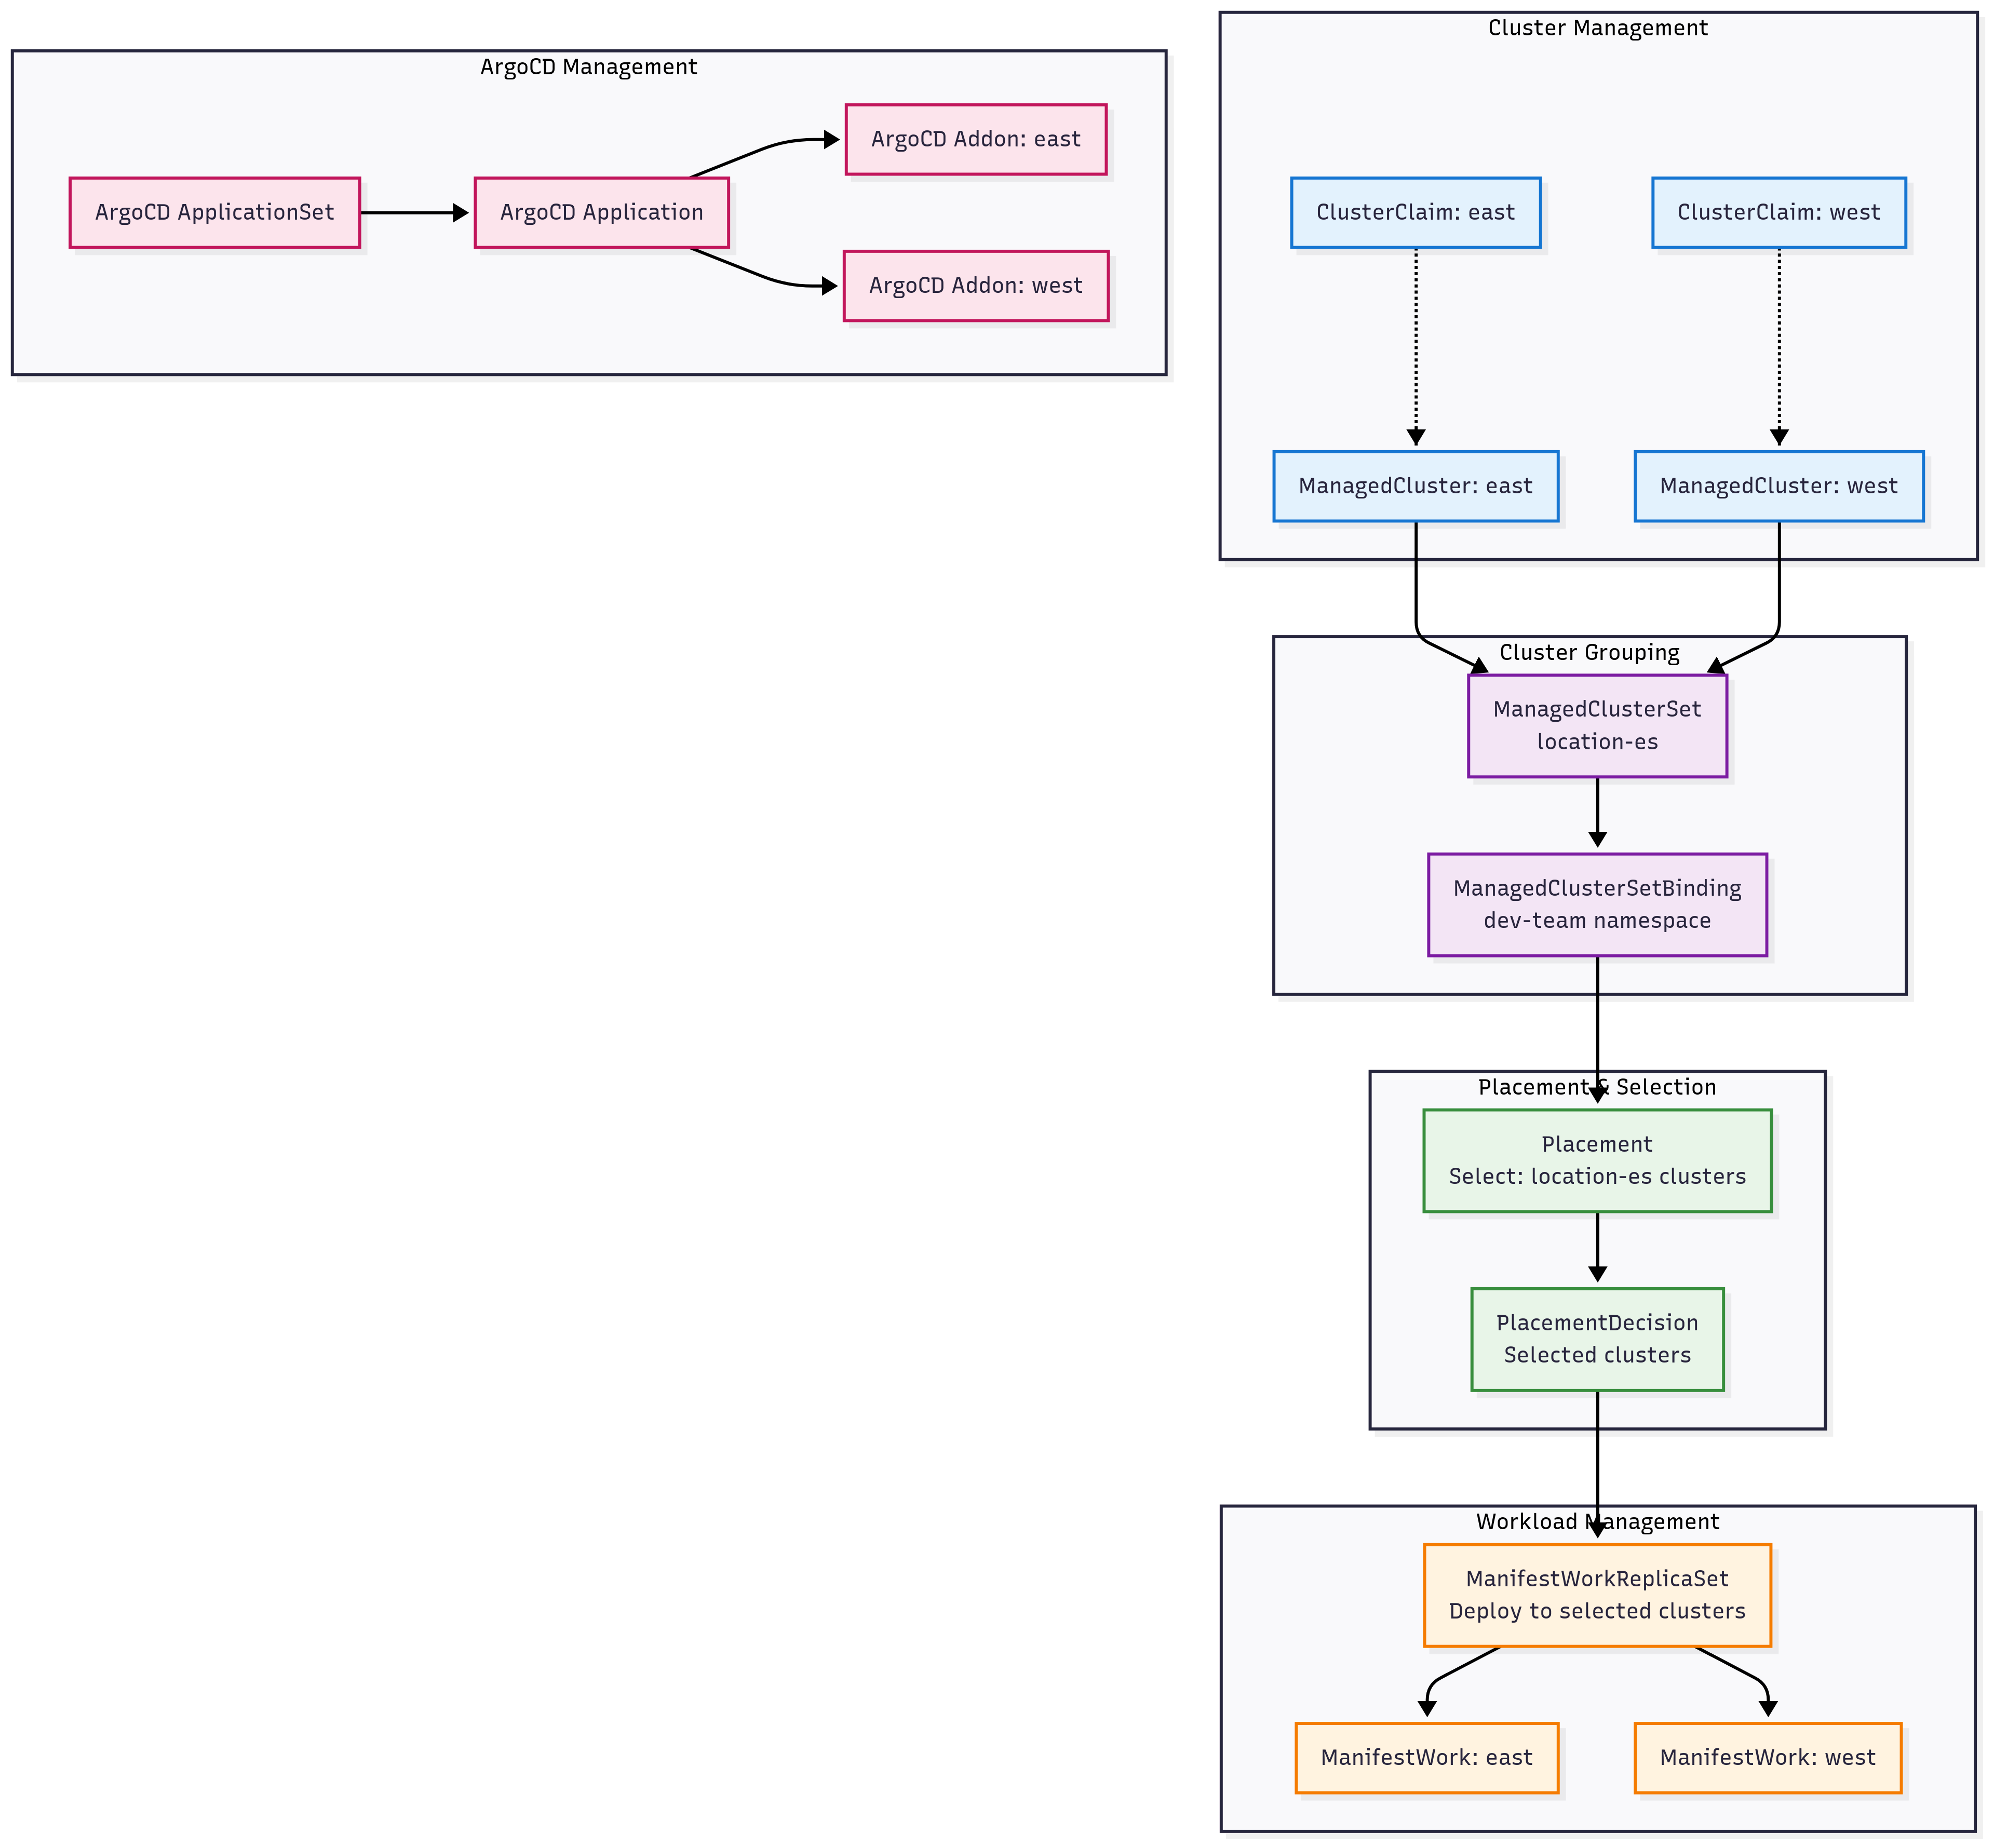 ArgoCD Management
ArgoCD ApplicationSet
ArgoCD Application
ArgoCD Addon: east
ArgoCD Addon: west
Cluster Management
ClusterClaim: east
ClusterClaim: west
ManagedCluster: east
ManagedCluster: west
Cluster Grouping
ManagedClusterSet
location-es
ManagedClusterSetBinding
dev-team namespace
Placement & Selection
Placement
Select: location-es clusters
PlacementDecision
Selected clusters
Workload Management
ManifestWorkReplicaSet
Deploy to selected clusters
ManifestWork: east
ManifestWork: west